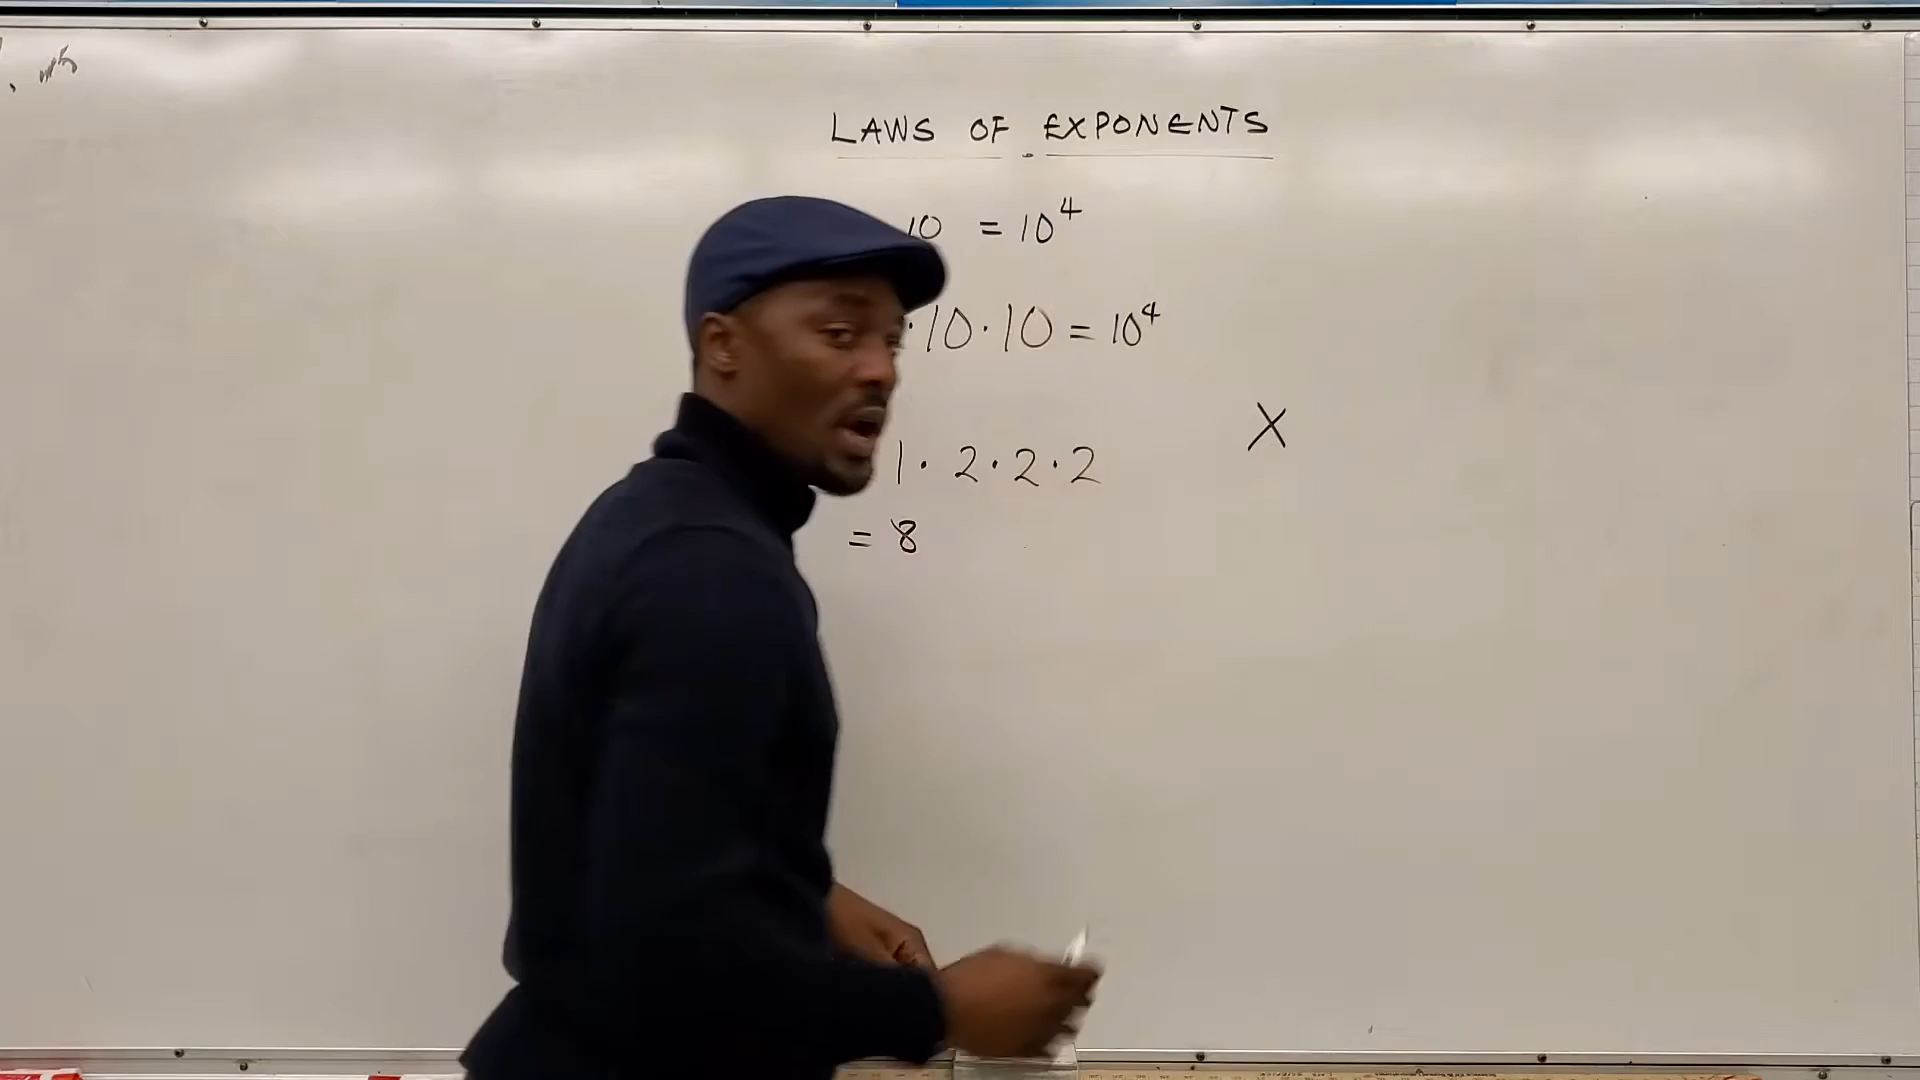 LAWS OF EXPONENTS
10 = 10⁴
·10·10 = 10⁴
X
1 · 2 · 2 · 2
= 8